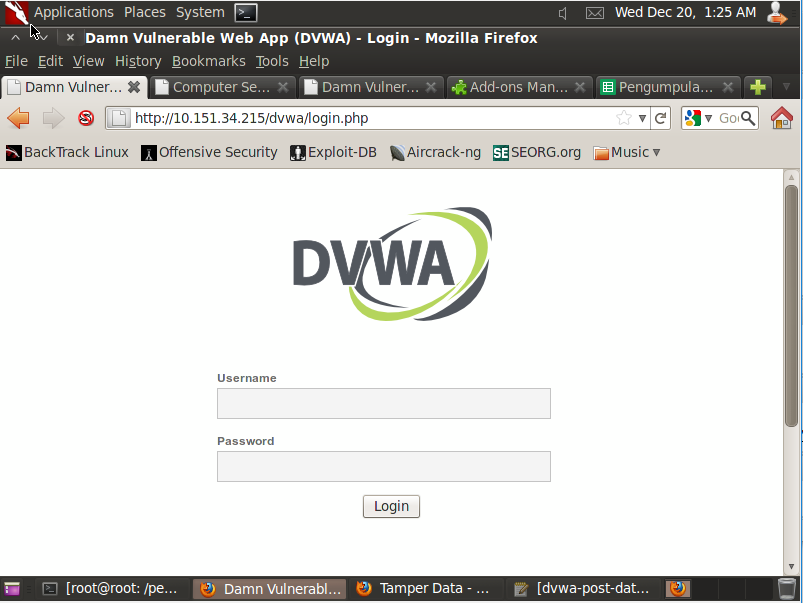 Applications Places System Wed Dec 20, 1:25 AM
Damn Vulnerable Web App (DVWA) - Login - Mozilla Firefox
File Edit View History Bookmarks Tools Help
Damn Vulner... Computer Se... Damn Vulner... Add-ons Man... Pengumpula...
http://10.151.34.215/dvwa/login.php Goo
BackTrack Linux Offensive Security Exploit-DB Aircrack-ng SE SEORG.org Music
DVWA
Username
Password
Login
[root@root: /pe... Damn Vulnerabl... Tamper Data - ... [dvwa-post-dat...